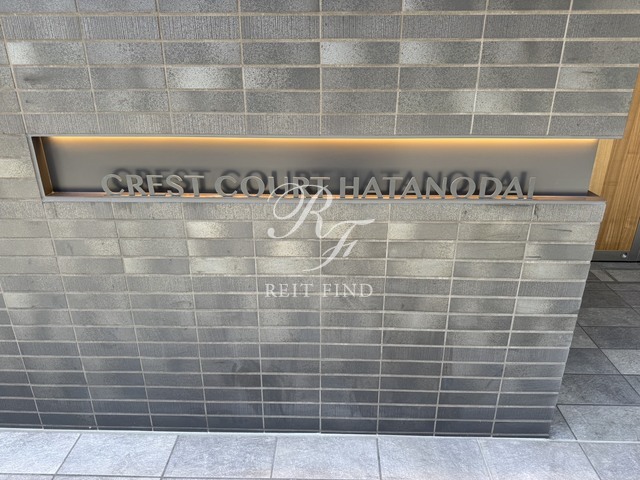 CREST COURT HATANODAI
RF
REIT FIND